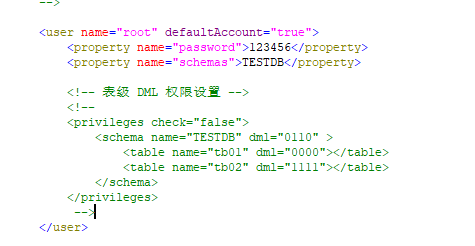 -->
<user name="root" defaultAccount="true">
<property name="password">123456</property>
<property name="schemas">TESTDB</property>
<!-- 表级 DML 权限设置 -->
<!--
<privileges check="false">
<schema name="TESTDB" dml="0110" >
<table name="tb01" dml="0000"></table>
<table name="tb02" dml="1111"></table>
</schema>
</privileges>
-->
</user>